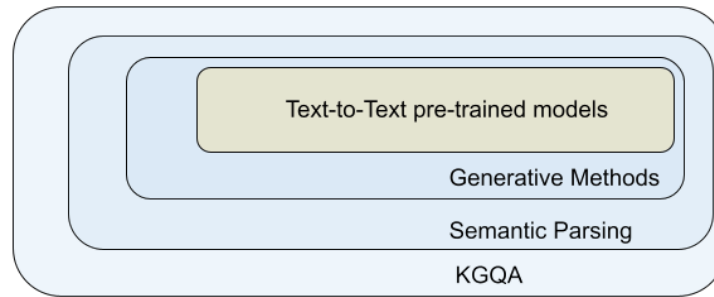 Text-to-Text pre-trained models
Generative Methods
Semantic Parsing
KGQA